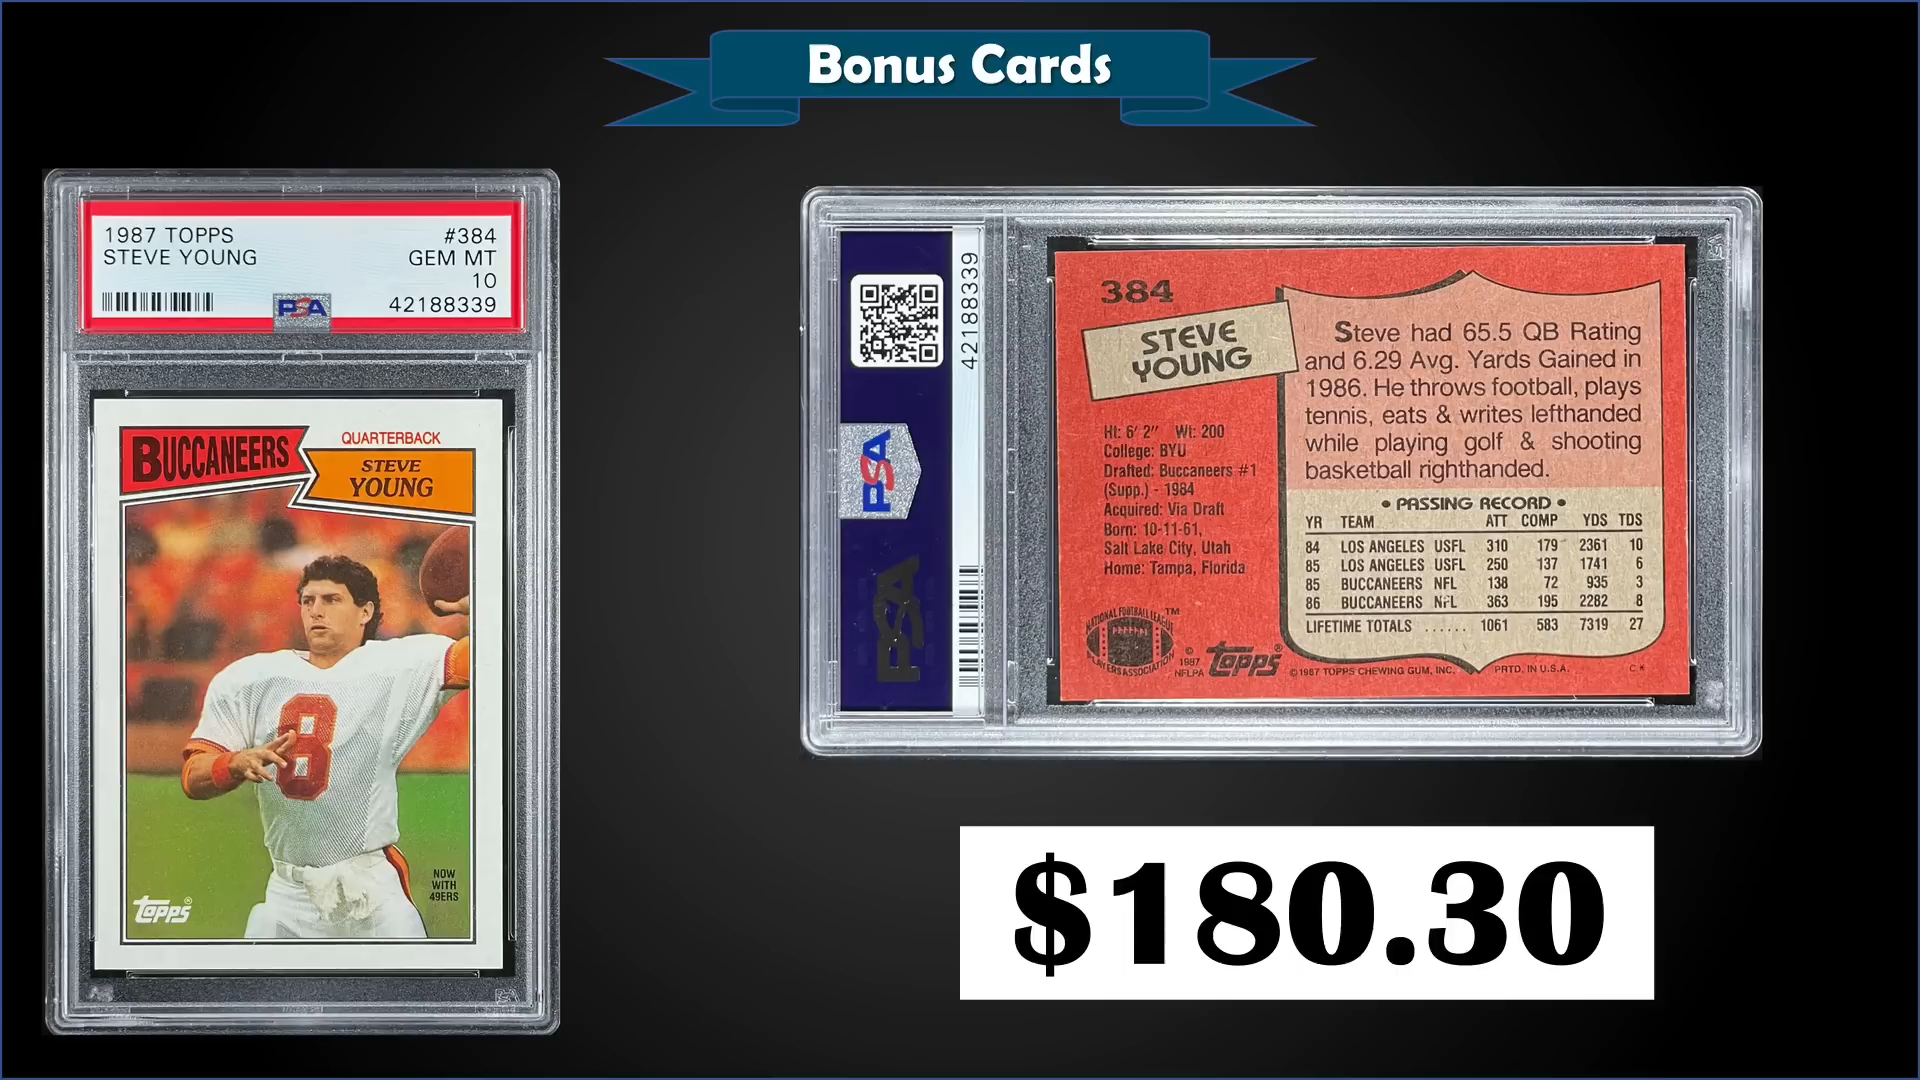 Bonus Cards
1987 TOPPS #384
STEVE YOUNG GEM MT
10
PSA 42188339
BUCCANEERS
QUARTERBACK
STEVE
YOUNG
8
NOW
WITH
49ERS
topps®
42188339
PSA
PSA
384
STEVE
YOUNG
Ht: 6' 2" Wt: 200
College: BYU
Drafted: Buccaneers #1
(Supp.) - 1984
Acquired: Via Draft
Born: 10-11-61,
Salt Lake City, Utah
Home: Tampa, Florida
NATIONAL FOOTBALL LEAGUE™
PLAYERS ASSOCIATION
©
1987
NFLPA
topps®
Steve had 65.5 QB Rating
and 6.29 Avg. Yards Gained in
1986. He throws football, plays
tennis, eats & writes lefthanded
while playing golf & shooting
basketball righthanded.
• PASSING RECORD •
YR TEAM ATT COMP YDS TDS
84 LOS ANGELES USFL 310 179 2361 10
85 LOS ANGELES USFL 250 137 1741 6
85 BUCCANEERS NFL 138 72 935 3
86 BUCCANEERS NFL 363 195 2282 8
LIFETIME TOTALS ...... 1061 583 7319 27
©1987 TOPPS CHEWING GUM, INC. PRTD. IN U.S.A. C*
$180.30